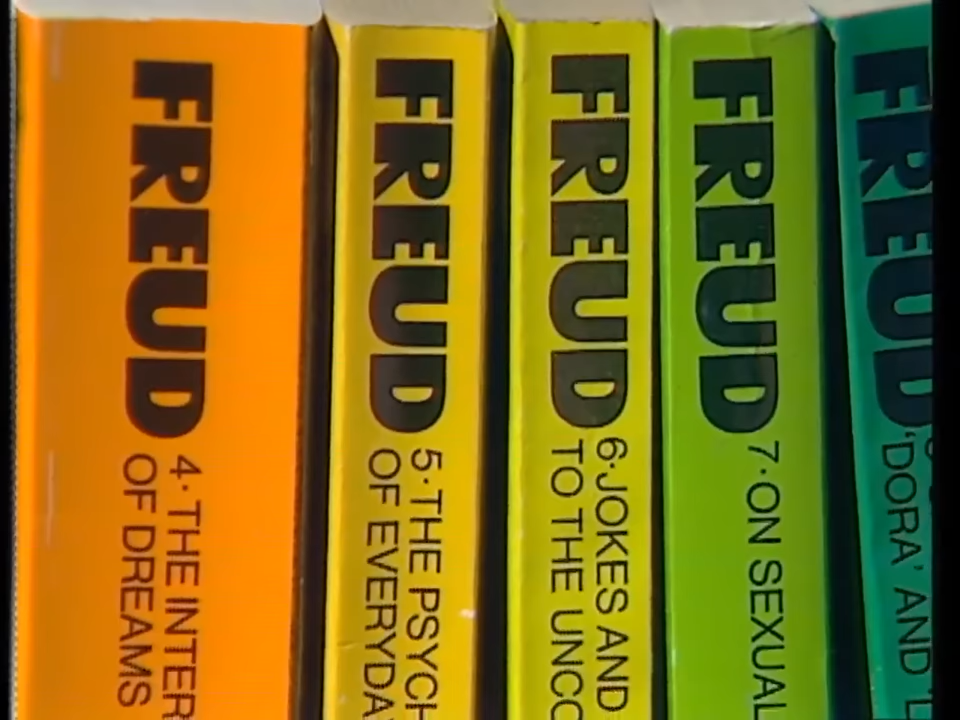 FREUD
4·THE INTER
OF DREAMS
FREUD
5·THE PSYCH
OF EVERYDA
FREUD
6·JOKES AND
TO THE UNCO
FREUD
7·ON SEXUAL
FREUD
'DORA' AND 'L